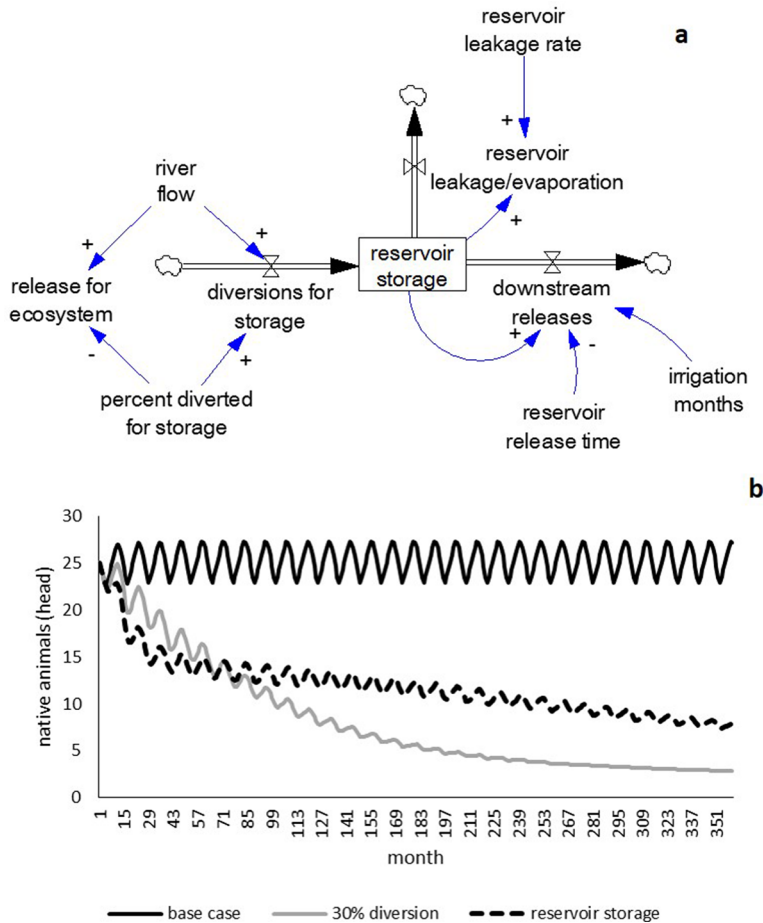 a
reservoir
leakage rate
+
reservoir
leakage/evaporation
+
river
flow
+
+
release for
ecosystem
diversions for
storage
reservoir
storage
downstream
releases
-
+
+
-
percent diverted
for storage
reservoir
release time
irrigation
months
b
native animals (head)
30
25
20
15
10
5
0
1 15 29 43 57 71 85 99 113 127 141 155 169 183 197 211 225 239 253 267 281 295 309 323 337 351
month
base case 30% diversion reservoir storage